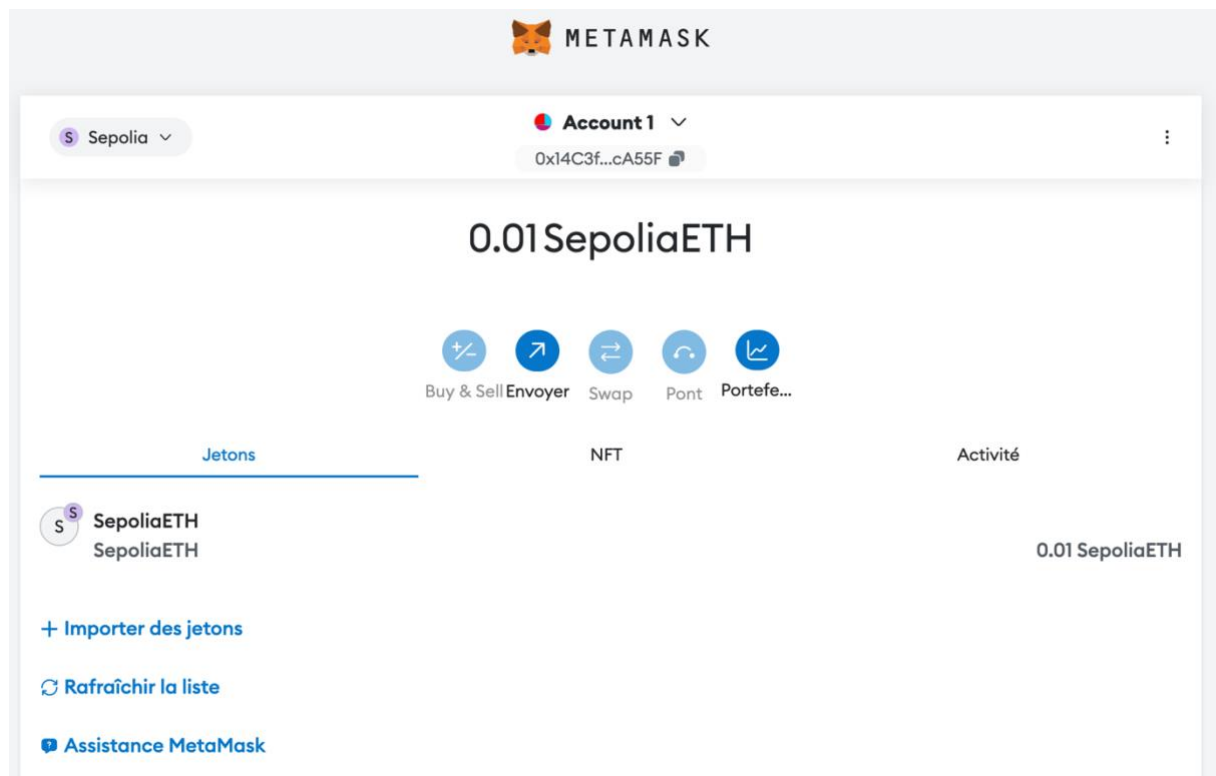 METAMASK
S Sepolia
Account 1
0x14C3f...cA55F
0.01 SepoliaETH
Buy & Sell Envoyer Swap Pont Portefe...
Jetons NFT Activité
S S SepoliaETH
SepoliaETH 0.01 SepoliaETH
+ Importer des jetons
Rafraîchir la liste
Assistance MetaMask